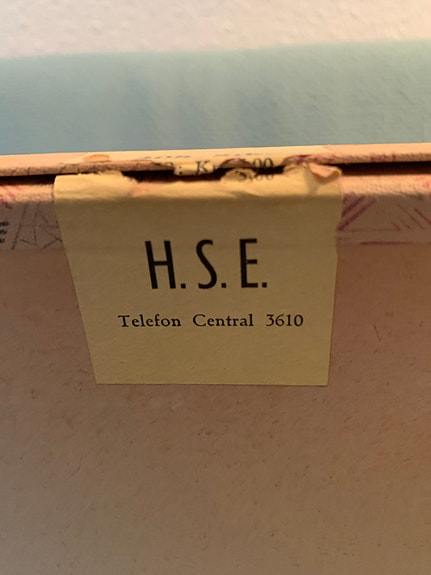 H. S. E.
Telefon Central 3610